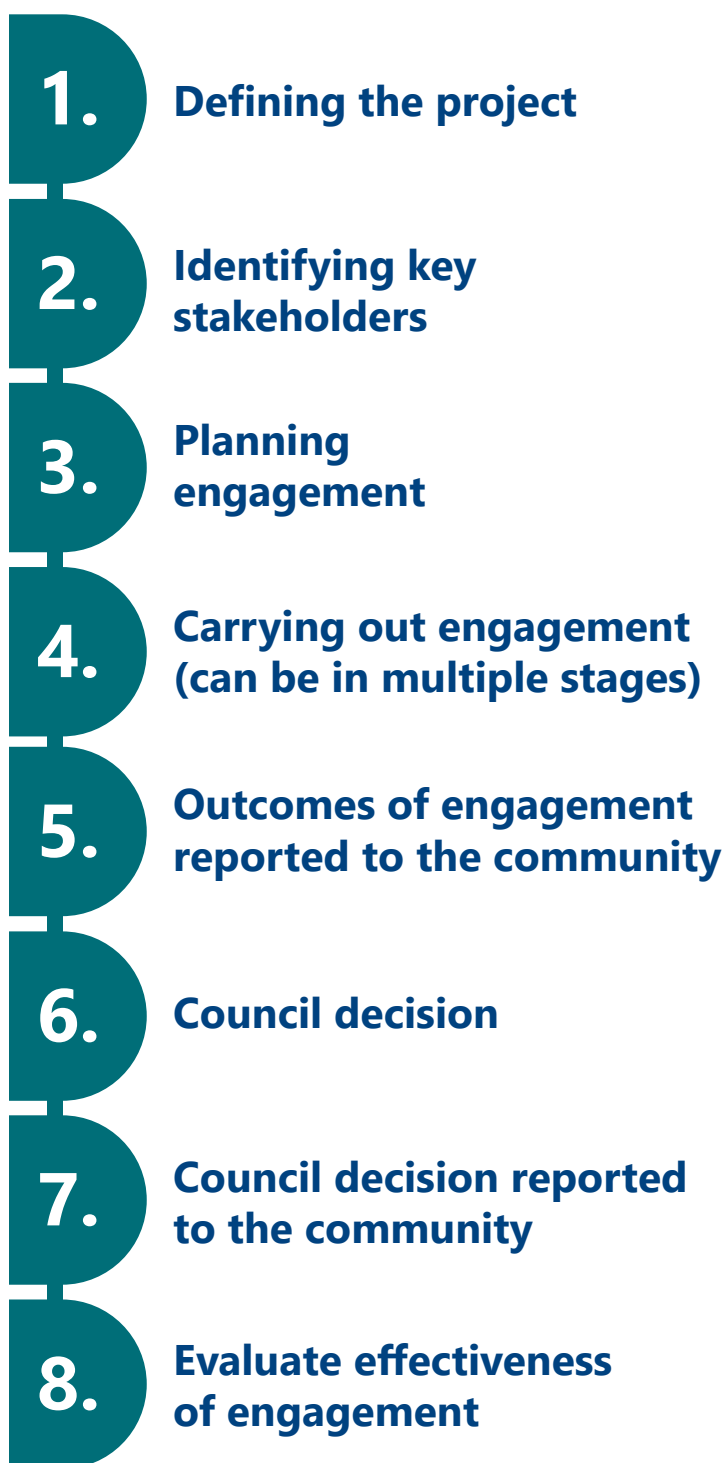 1.
Defining the project
2.
Identifying key
stakeholders
3.
Planning
engagement
4.
Carrying out engagement
(can be in multiple stages)
5.
Outcomes of engagement
reported to the community
6.
Council decision
7.
Council decision reported
to the community
8.
Evaluate effectiveness
of engagement